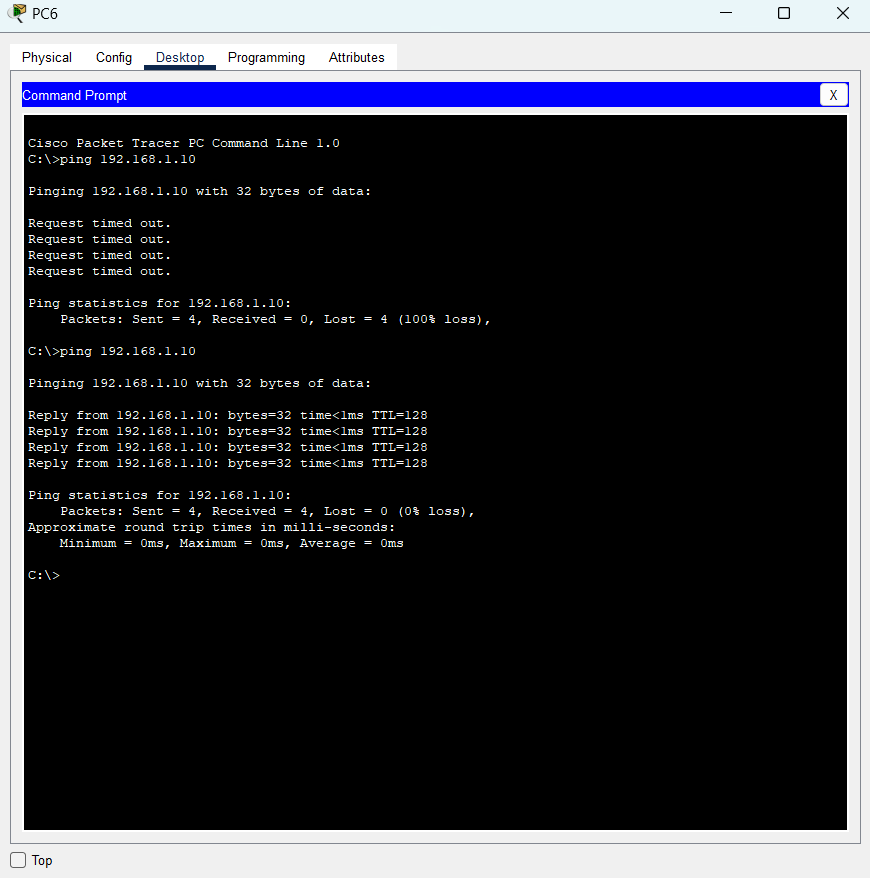 PC6
Physical Config Desktop Programming Attributes
Command Prompt X
Cisco Packet Tracer PC Command Line 1.0
C:\>ping 192.168.1.10
Pinging 192.168.1.10 with 32 bytes of data:
Request timed out.
Request timed out.
Request timed out.
Request timed out.
Ping statistics for 192.168.1.10:
    Packets: Sent = 4, Received = 0, Lost = 4 (100% loss),
C:\>ping 192.168.1.10
Pinging 192.168.1.10 with 32 bytes of data:
Reply from 192.168.1.10: bytes=32 time<1ms TTL=128
Reply from 192.168.1.10: bytes=32 time<1ms TTL=128
Reply from 192.168.1.10: bytes=32 time<1ms TTL=128
Reply from 192.168.1.10: bytes=32 time<1ms TTL=128
Ping statistics for 192.168.1.10:
    Packets: Sent = 4, Received = 4, Lost = 0 (0% loss),
Approximate round trip times in milli-seconds:
    Minimum = 0ms, Maximum = 0ms, Average = 0ms
C:\>
Top